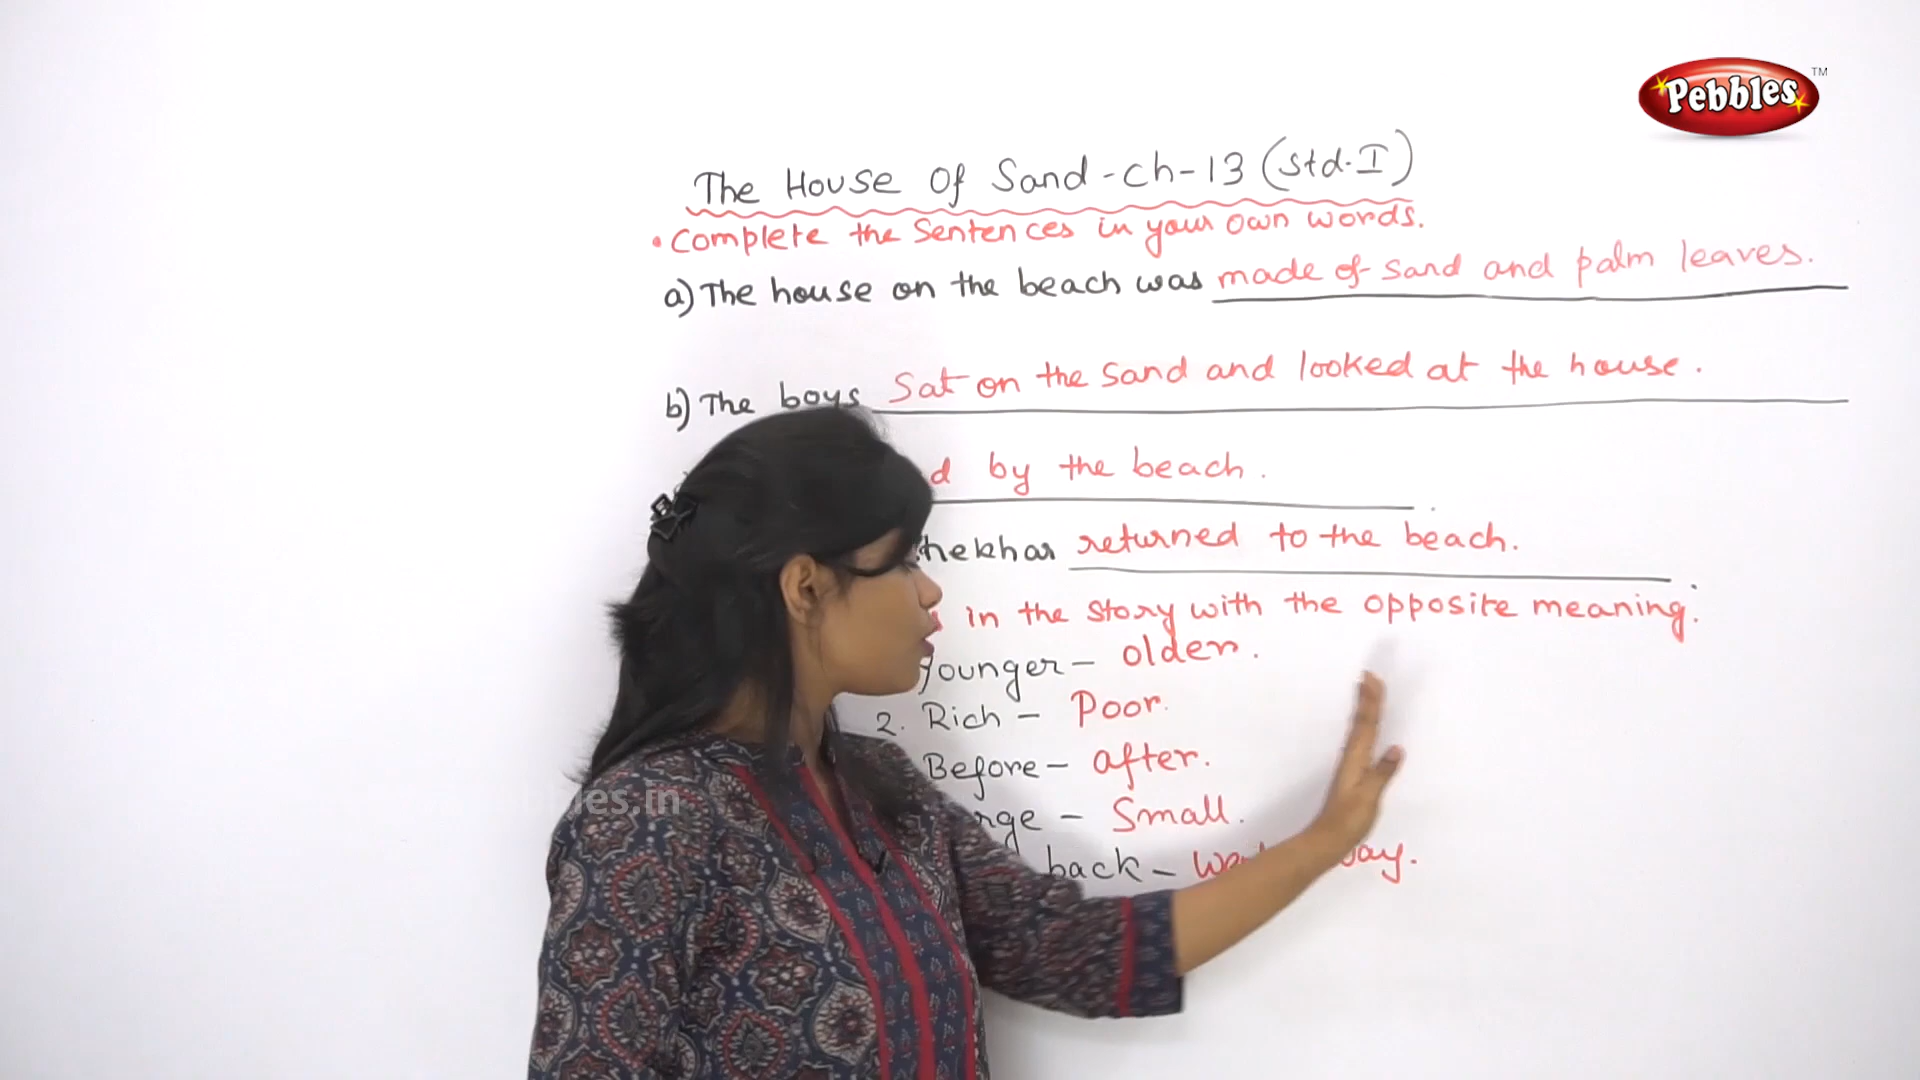 Pebbles TM
The House Of Sand-Ch-13 (Std-I)
• Complete the Sentences in your own words.
a) The house on the beach was made of sand and palm leaves.
b) The boys sat on the sand and looked at the house.
by the beach.
returned to the beach.
in the story with the opposite meaning.
younger - older.
2. Rich - Poor.
Before - after.
- Small.
back -